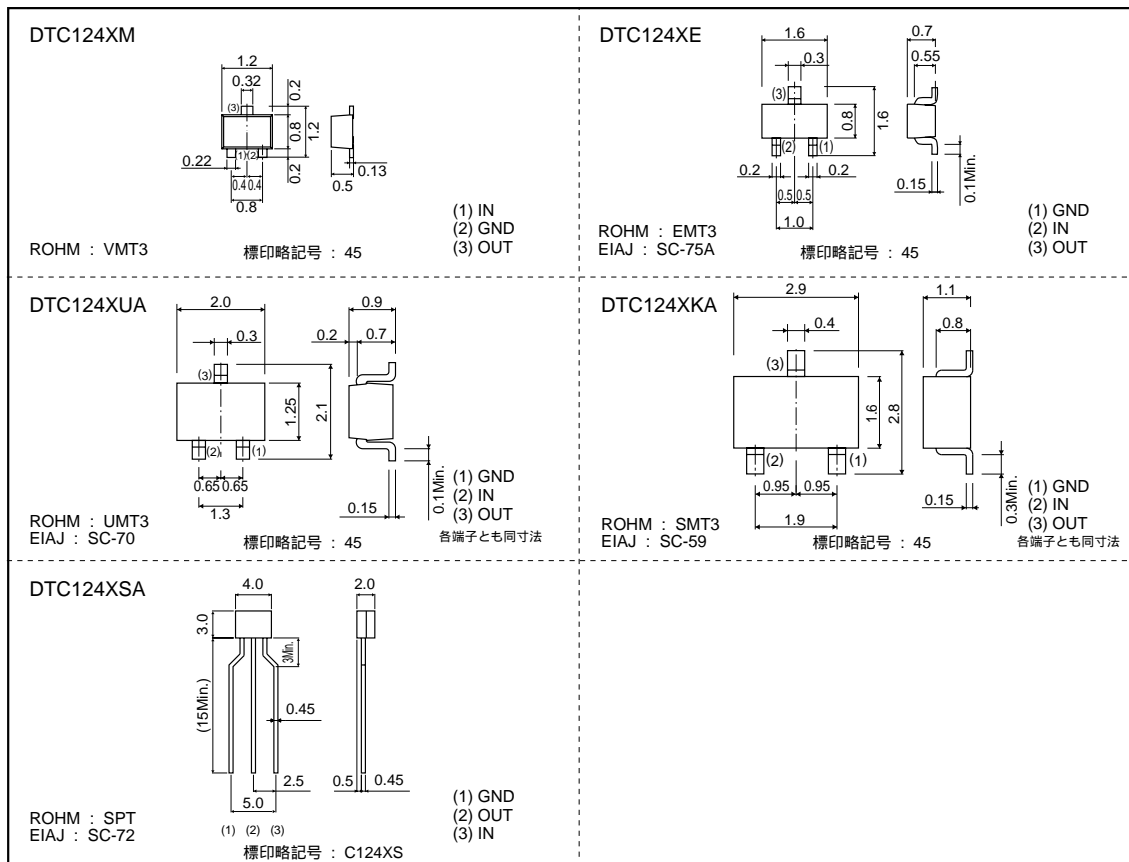 DTC124XM
1.2
0.32
0.2
(3)
0.8
1.2
(1) (2)
0.22
0.2
0.4 0.4
0.8
0.5
0.13
(1) IN
(2) GND
(3) OUT
ROHM : VMT3
標印略記号 : 45
DTC124XE
1.6
0.3
0.7
0.55
(3)
0.8
1.6
(2)
(1)
0.2
0.2
0.5 0.5
1.0
0.15
0.1Min.
(1) GND
(2) IN
(3) OUT
ROHM : EMT3
EIAJ : SC-75A
標印略記号 : 45
DTC124XUA
2.0
0.3
0.9
0.2
0.7
(3)
1.25
2.1
(2)
(1)
0.65 0.65
1.3
0.15
0.1Min.
(1) GND
(2) IN
(3) OUT
各端子とも同寸法
ROHM : UMT3
EIAJ : SC-70
標印略記号 : 45
DTC124XKA
2.9
0.4
1.1
0.8
(3)
1.6
2.8
(2)
(1)
0.95 0.95
1.9
0.15
0.3Min.
(1) GND
(2) IN
(3) OUT
各端子とも同寸法
ROHM : SMT3
EIAJ : SC-59
標印略記号 : 45
DTC124XSA
4.0
2.0
3.0
3Min.
(15Min.)
0.45
2.5
5.0
0.5
0.45
(1) (2) (3)
(1) GND
(2) OUT
(3) IN
ROHM : SPT
EIAJ : SC-72
標印略記号 : C124XS